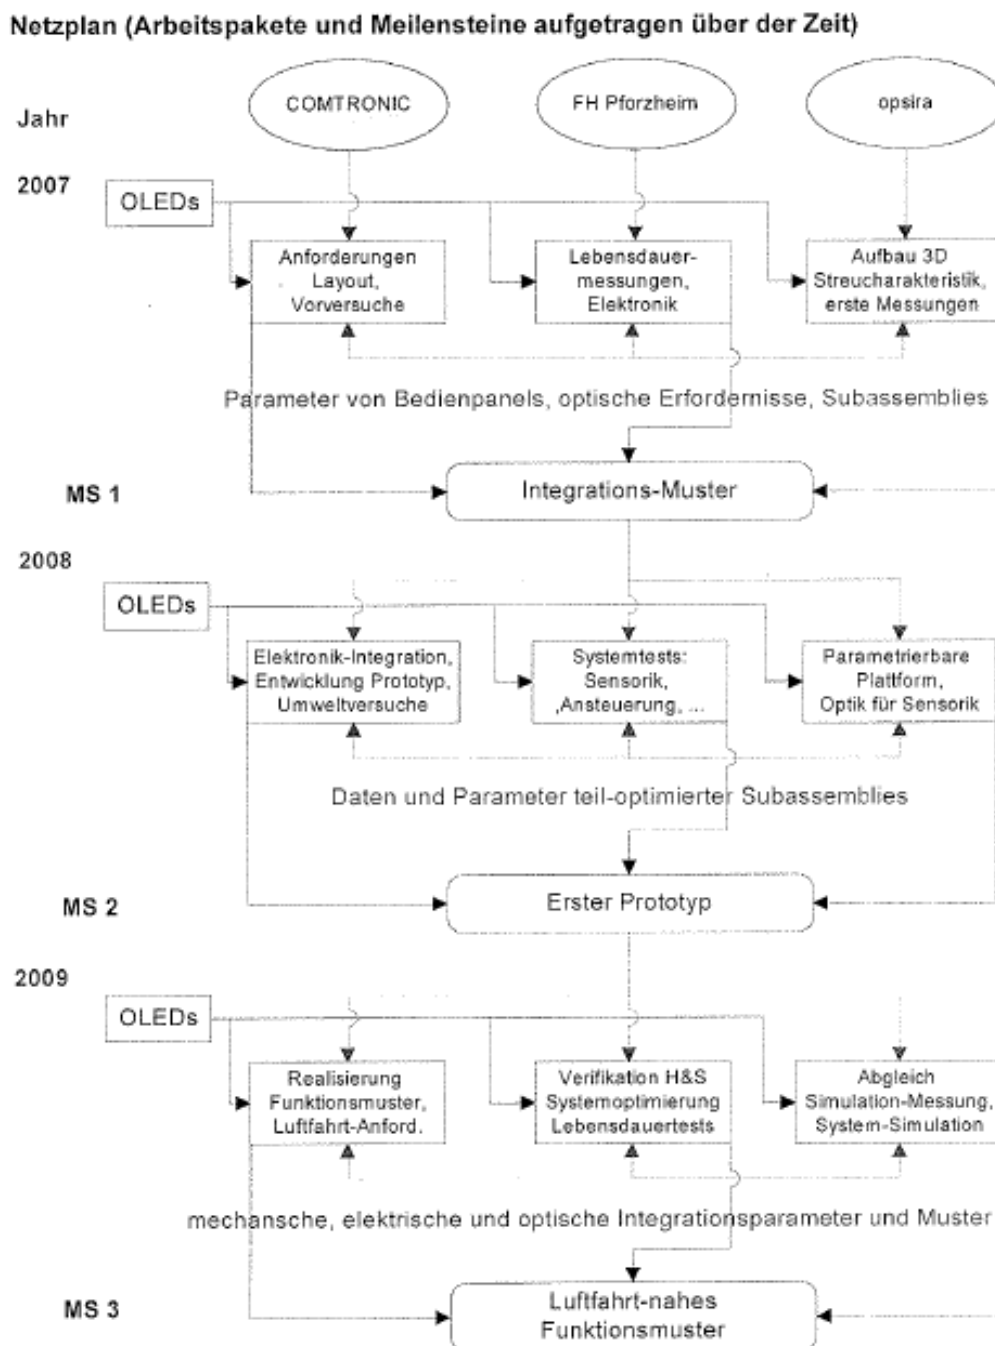 Netzplan (Arbeitspakete und Meilensteine aufgetragen über der Zeit)
COMTRONIC
FH Pforzheim
opsira
Jahr
2007
OLEDs
Anforderungen
Layout,
Vorversuche
Lebensdauer-
messungen,
Elektronik
Aufbau 3D
Streucharakteristik,
erste Messungen
Parameter von Bedienpanels, optische Erfordernisse, Subassemblies
MS 1
Integrations-Muster
2008
OLEDs
Elektronik-Integration,
Entwicklung Prototyp,
Umweltversuche
Systemtests:
Sensorik,
,Ansteuerung, ...
Parametrierbare
Plattform,
Optik für Sensorik
Daten und Parameter teil-optimierter Subassemblies
MS 2
Erster Prototyp
2009
OLEDs
Realisierung
Funktionsmuster,
Luftfahrt-Anford.
Verifikation H&S
Systemoptimierung
Lebensdauertests
Abgleich
Simulation-Messung,
System-Simulation
mechansche, elektrische und optische Integrationsparameter und Muster
MS 3
Luftfahrt-nahes
Funktionsmuster